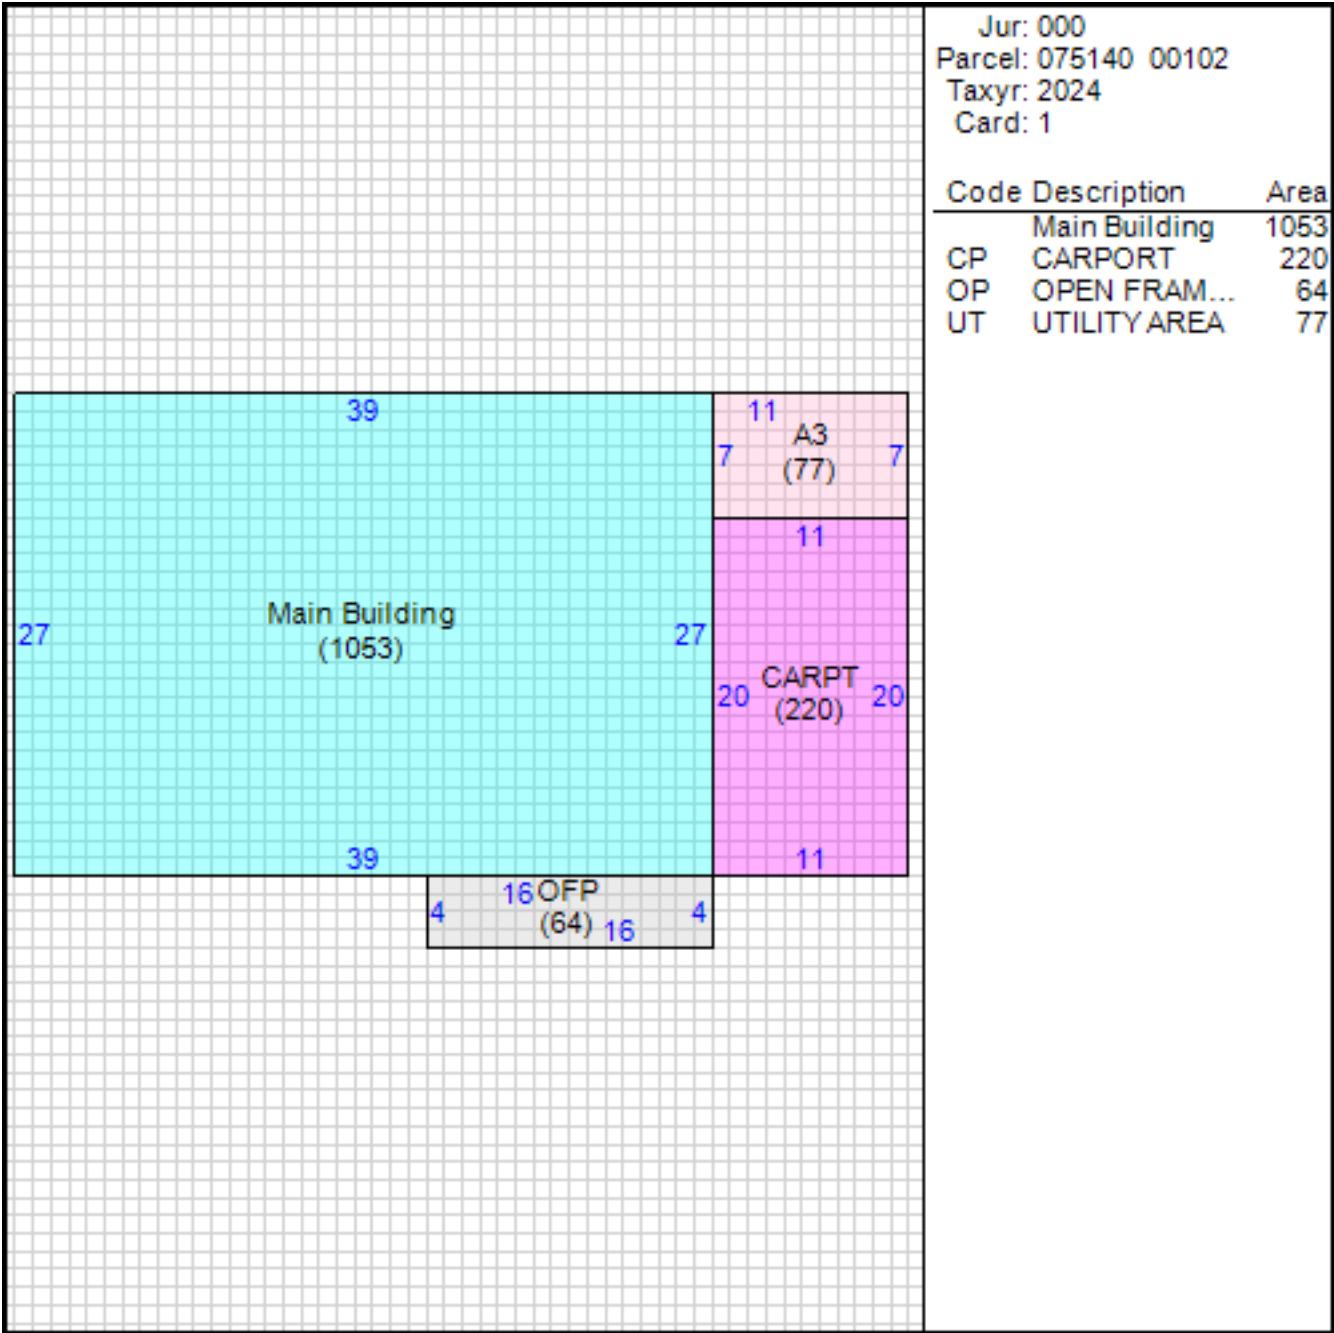 Jur: 000
Parcel: 075140 00102
Taxyr: 2024
Card: 1
Code Description Area
Main Building 1053
CP CARPORT 220
OP OPEN FRAM... 64
UT UTILITY AREA 77
39
11
A3
7 7
(77)
11
Main Building
27 27
(1053)
CARPT
20 20
(220)
39
11
16 OFP
4 4
(64) 16